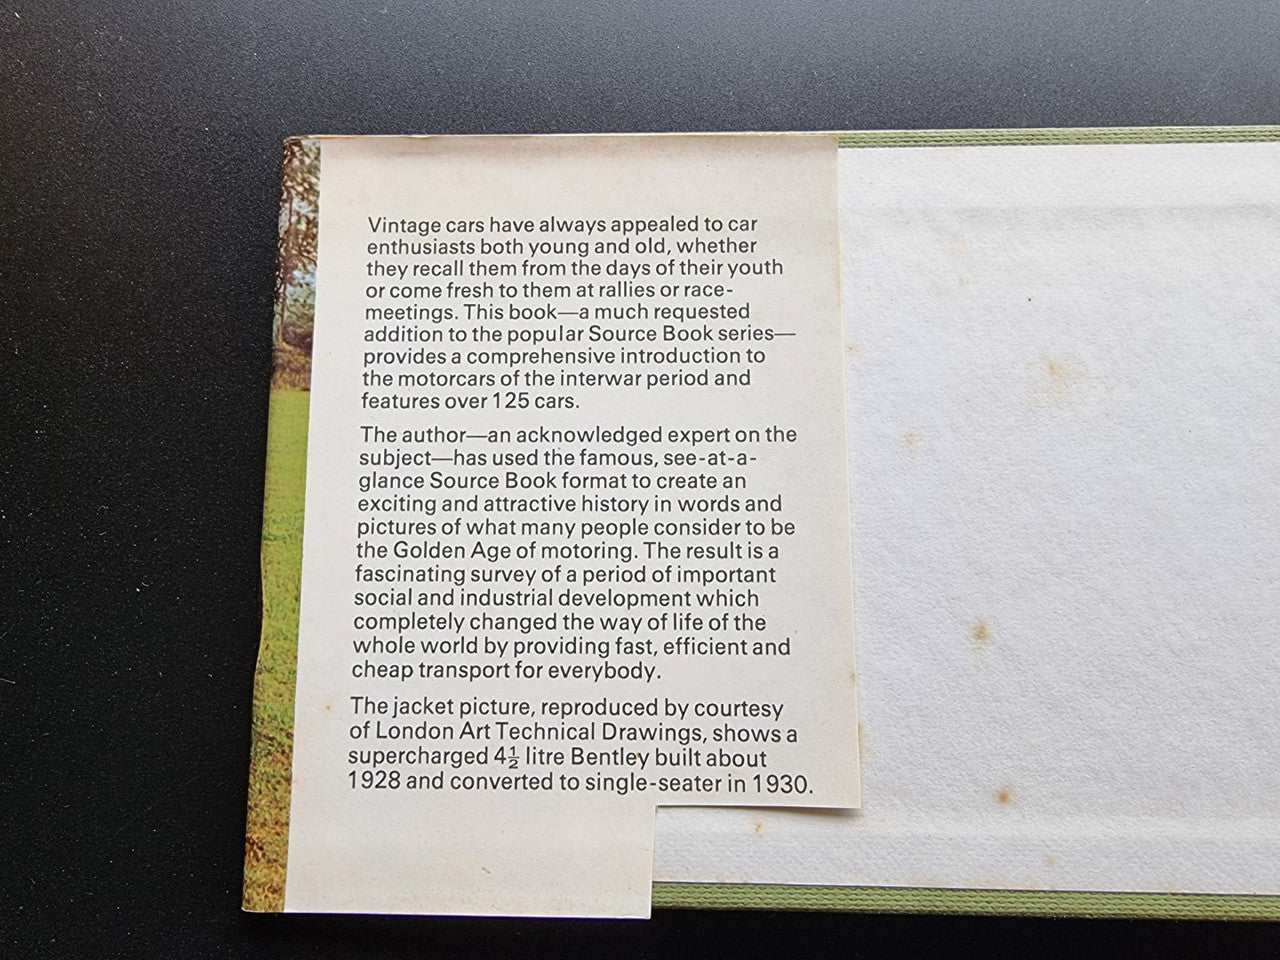 Vintage cars have always appealed to car
enthusiasts both young and old, whether
they recall them from the days of their youth
or come fresh to them at rallies or race-
meetings. This book—a much requested
addition to the popular Source Book series—
provides a comprehensive introduction to
the motorcars of the interwar period and
features over 125 cars.
The author—an acknowledged expert on the
subject—has used the famous, see-at-a-
glance Source Book format to create an
exciting and attractive history in words and
pictures of what many people consider to be
the Golden Age of motoring. The result is a
fascinating survey of a period of important
social and industrial development which
completely changed the way of life of the
whole world by providing fast, efficient and
cheap transport for everybody.
The jacket picture, reproduced by courtesy
of London Art Technical Drawings, shows a
supercharged 4½ litre Bentley built about
1928 and converted to single-seater in 1930.